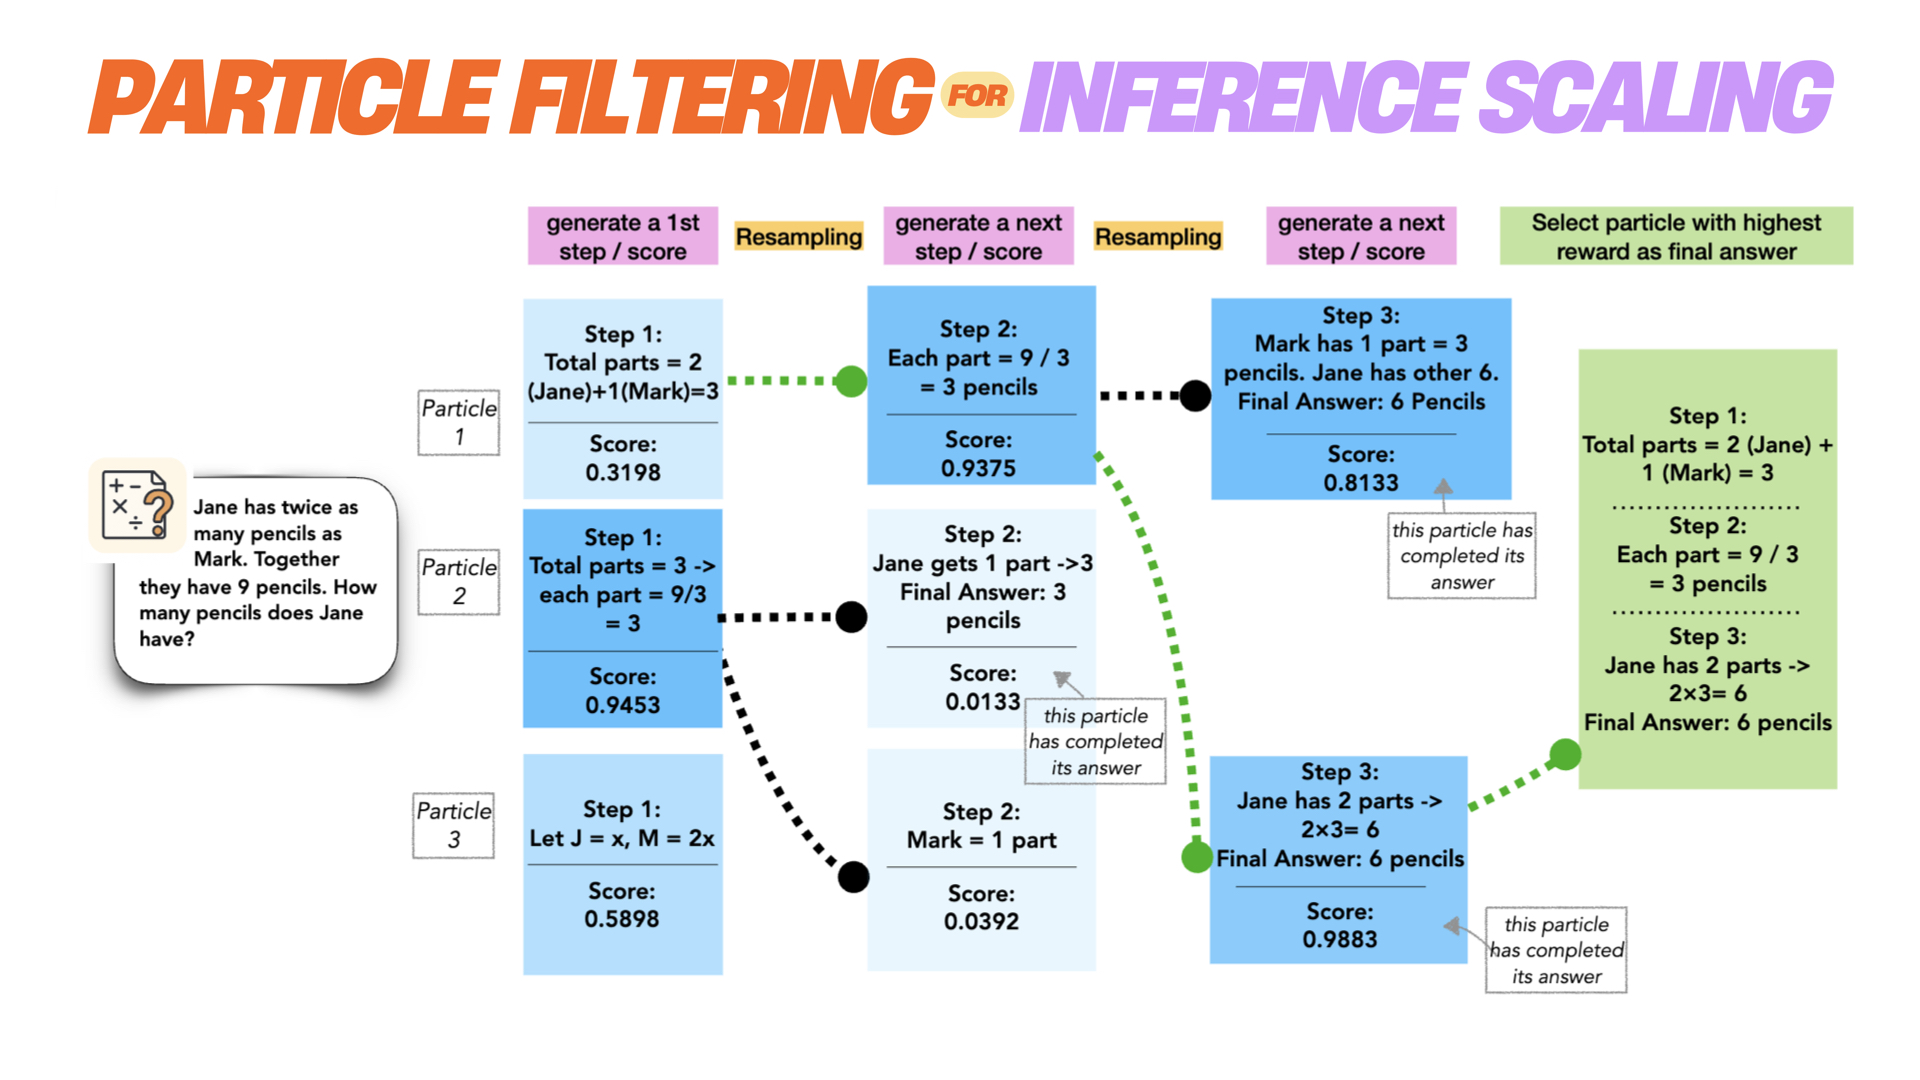 PARTICLE FILTERING FOR INFERENCE SCALING
generate a 1st
step / score
Resampling
generate a next
step / score
Resampling
generate a next
step / score
Select particle with highest
reward as final answer
+ −
× ?
÷
Jane has twice as
many pencils as
Mark. Together
they have 9 pencils. How
many pencils does Jane
have?
Particle
1
Step 1:
Total parts = 2
(Jane)+1(Mark)=3
Score:
0.3198
Step 2:
Each part = 9 / 3
= 3 pencils
Score:
0.9375
Step 3:
Mark has 1 part = 3
pencils. Jane has other 6.
Final Answer: 6 Pencils
Score:
0.8133
this particle has
completed its
answer
Particle
2
Step 1:
Total parts = 3 ->
each part = 9/3
= 3
Score:
0.9453
Step 2:
Jane gets 1 part ->3
Final Answer: 3
pencils
Score:
0.0133
this particle
has completed
its answer
Particle
3
Step 1:
Let J = x, M = 2x
Score:
0.5898
Step 2:
Mark = 1 part
Score:
0.0392
Step 3:
Jane has 2 parts ->
2×3= 6
Final Answer: 6 pencils
Score:
0.9883
this particle
has completed
its answer
Step 1:
Total parts = 2 (Jane) +
1 (Mark) = 3
Step 2:
Each part = 9 / 3
= 3 pencils
Step 3:
Jane has 2 parts ->
2×3= 6
Final Answer: 6 pencils